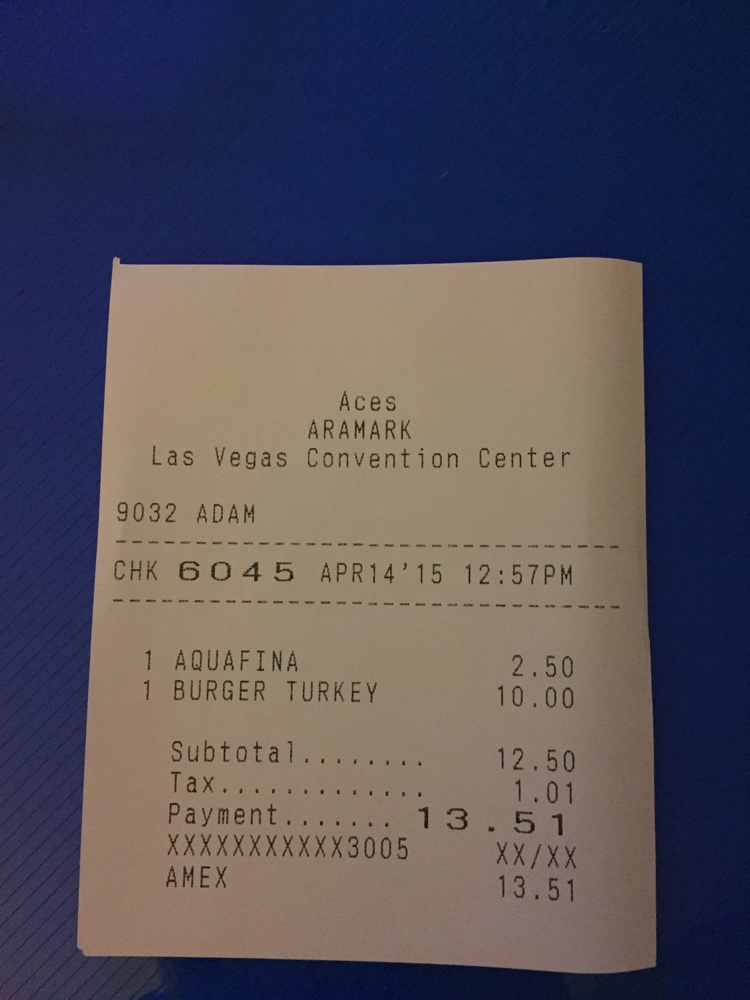 Aces
ARAMARK
Las Vegas Convention Center
9032 ADAM
CHK 6045 APR14'15 12:57PM
1 AQUAFINA 2.50
1 BURGER TURKEY 10.00
Subtotal........ 12.50
Tax............. 1.01
Payment....... 13.51
XXXXXXXXXXX3005 XX/XX
AMEX 13.51